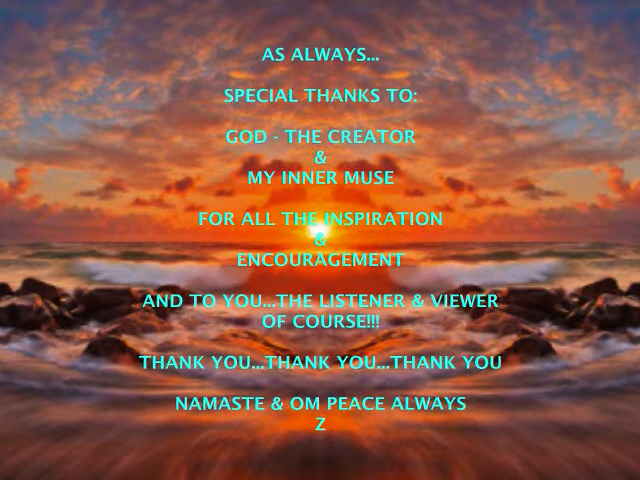 AS ALWAYS...
SPECIAL THANKS TO:
GOD - THE CREATOR
&
MY INNER MUSE
FOR ALL THE INSPIRATION
&
ENCOURAGEMENT
AND TO YOU...THE LISTENER & VIEWER
OF COURSE!!!
THANK YOU...THANK YOU...THANK YOU
NAMASTE & OM PEACE ALWAYS
Z